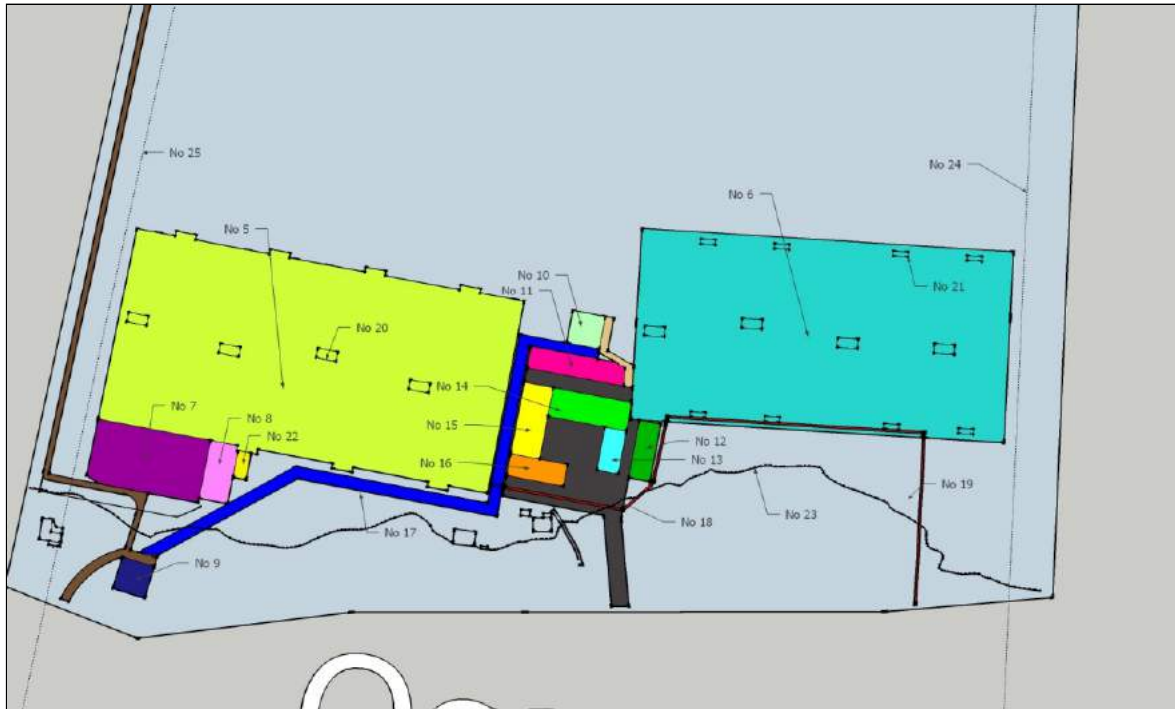 No 25
No 24
No 6
No 5
No 10
No 11
No 21
No 20
No 14
No 7
No 8
No 22
No 15
No 12
No 13
No 16
No 19
No 23
No 18
No 17
No 9